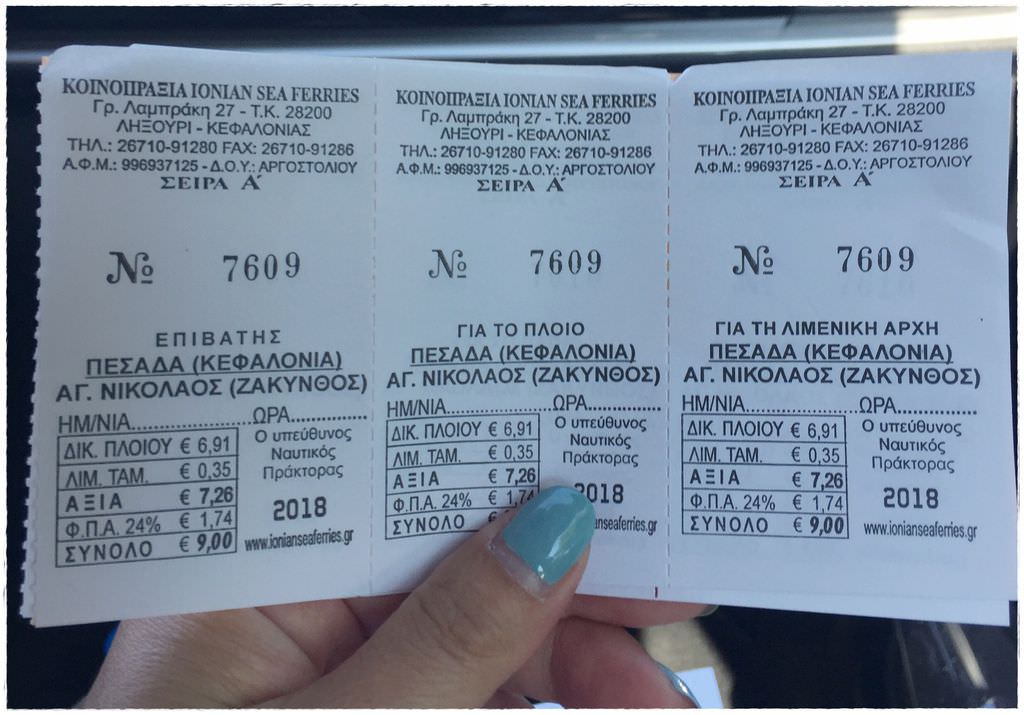 ΚΟΙΝΟΠΡΑΞΙΑ IONIAN SEA FERRIES
Γρ. Λαμπράκη 27 - Τ.Κ. 28200
ΛΗΞΟΥΡΙ - ΚΕΦΑΛΟΝΙΑΣ
ΤΗΛ.: 26710-91280 FAX: 26710-91286
Α.Φ.Μ.: 996937125 - Δ.Ο.Υ.: ΑΡΓΟΣΤΟΛΙΟΥ
ΣΕΙΡΑ Α΄
№ 7609
ΕΠΙΒΑΤΗΣ
ΠΕΣΑΔΑ (ΚΕΦΑΛΟΝΙΑ)
ΑΓ. ΝΙΚΟΛΑΟΣ (ΖΑΚΥΝΘΟΣ)
ΗΜ/ΝΙΑ....................ΩΡΑ...............
ΔΙΚ. ΠΛΟΙΟΥ € 6,91
ΛΙΜ. ΤΑΜ. € 0,35
ΑΞΙΑ € 7,26
Φ.Π.Α. 24% € 1,74
ΣΥΝΟΛΟ € 9,00
Ο υπεύθυνος
Ναυτικός
Πράκτορας
2018
www.ionianseaferries.gr
ΚΟΙΝΟΠΡΑΞΙΑ IONIAN SEA FERRIES
Γρ. Λαμπράκη 27 - Τ.Κ. 28200
ΛΗΞΟΥΡΙ - ΚΕΦΑΛΟΝΙΑΣ
ΤΗΛ.: 26710-91280 FAX: 26710-91286
Α.Φ.Μ.: 996937125 - Δ.Ο.Υ.: ΑΡΓΟΣΤΟΛΙΟΥ
ΣΕΙΡΑ Α΄
№ 7609
ΓΙΑ ΤΟ ΠΛΟΙΟ
ΠΕΣΑΔΑ (ΚΕΦΑΛΟΝΙΑ)
ΑΓ. ΝΙΚΟΛΑΟΣ (ΖΑΚΥΝΘΟΣ)
ΗΜ/ΝΙΑ....................ΩΡΑ...............
ΔΙΚ. ΠΛΟΙΟΥ € 6,91
ΛΙΜ. ΤΑΜ. € 0,35
ΑΞΙΑ € 7,26
Φ.Π.Α. 24% € 1,74
ΣΥΝΟΛΟ
Ο υπεύθυνος
Ναυτικός
Πράκτορας
2018
anseaferries.gr
ΚΟΙΝΟΠΡΑΞΙΑ IONIAN SEA FERRIES
Γρ. Λαμπράκη 27 - Τ.Κ. 28200
ΛΗΞΟΥΡΙ - ΚΕΦΑΛΟΝΙΑΣ
ΤΗΛ.: 26710-91280 FAX: 26710-91286
Α.Φ.Μ.: 996937125 - Δ.Ο.Υ.: ΑΡΓΟΣΤΟΛΙΟΥ
ΣΕΙΡΑ Α΄
№ 7609
ΓΙΑ ΤΗ ΛΙΜΕΝΙΚΗ ΑΡΧΗ
ΠΕΣΑΔΑ (ΚΕΦΑΛΟΝΙΑ)
ΑΓ. ΝΙΚΟΛΑΟΣ (ΖΑΚΥΝΘΟΣ)
ΗΜ/ΝΙΑ....................ΩΡΑ...............
ΔΙΚ. ΠΛΟΙΟΥ € 6,91
ΛΙΜ. ΤΑΜ. € 0,35
ΑΞΙΑ € 7,26
Φ.Π.Α. 24% € 1,74
ΣΥΝΟΛΟ € 9,00
Ο υπεύθυνος
Ναυτικός
Πράκτορας
2018
www.ionianseaferries.gr